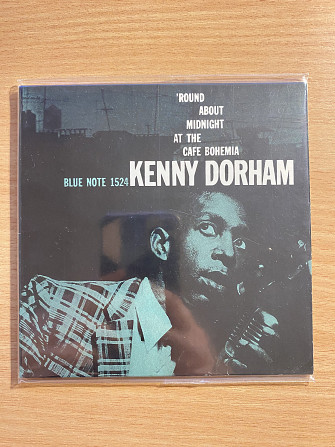 'ROUND
ABOUT
MIDNIGHT
AT THE
CAFE BOHEMIA
BLUE NOTE 1524 KENNY DORHAM